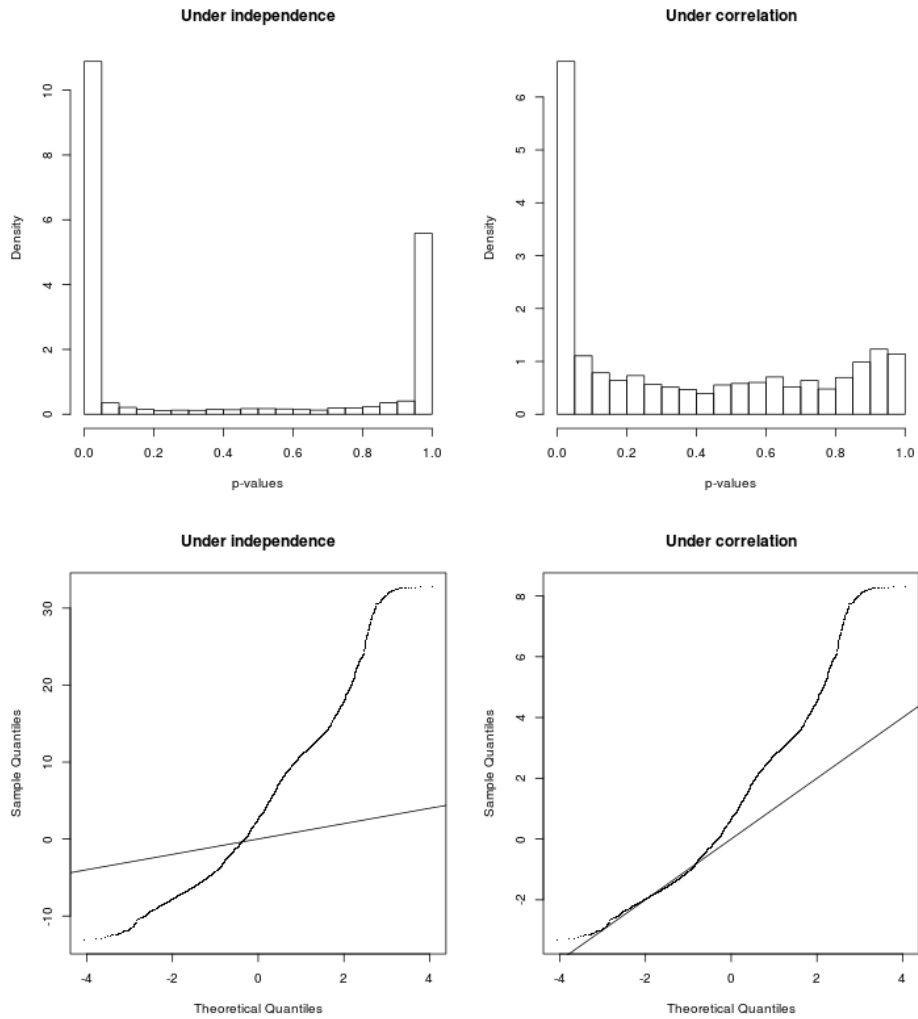 Under independence
Under correlation
10
8
6
4
2
0
Density
0.0 0.2 0.4 0.6 0.8 1.0
p-values
6
5
4
3
2
1
0
Density
0.0 0.2 0.4 0.6 0.8 1.0
p-values
Under independence
Under correlation
30
20
10
0
-10
Sample Quantiles
-4 -2 0 2 4
Theoretical Quantiles
8
6
4
2
0
-2
Sample Quantiles
-4 -2 0 2 4
Theoretical Quantiles